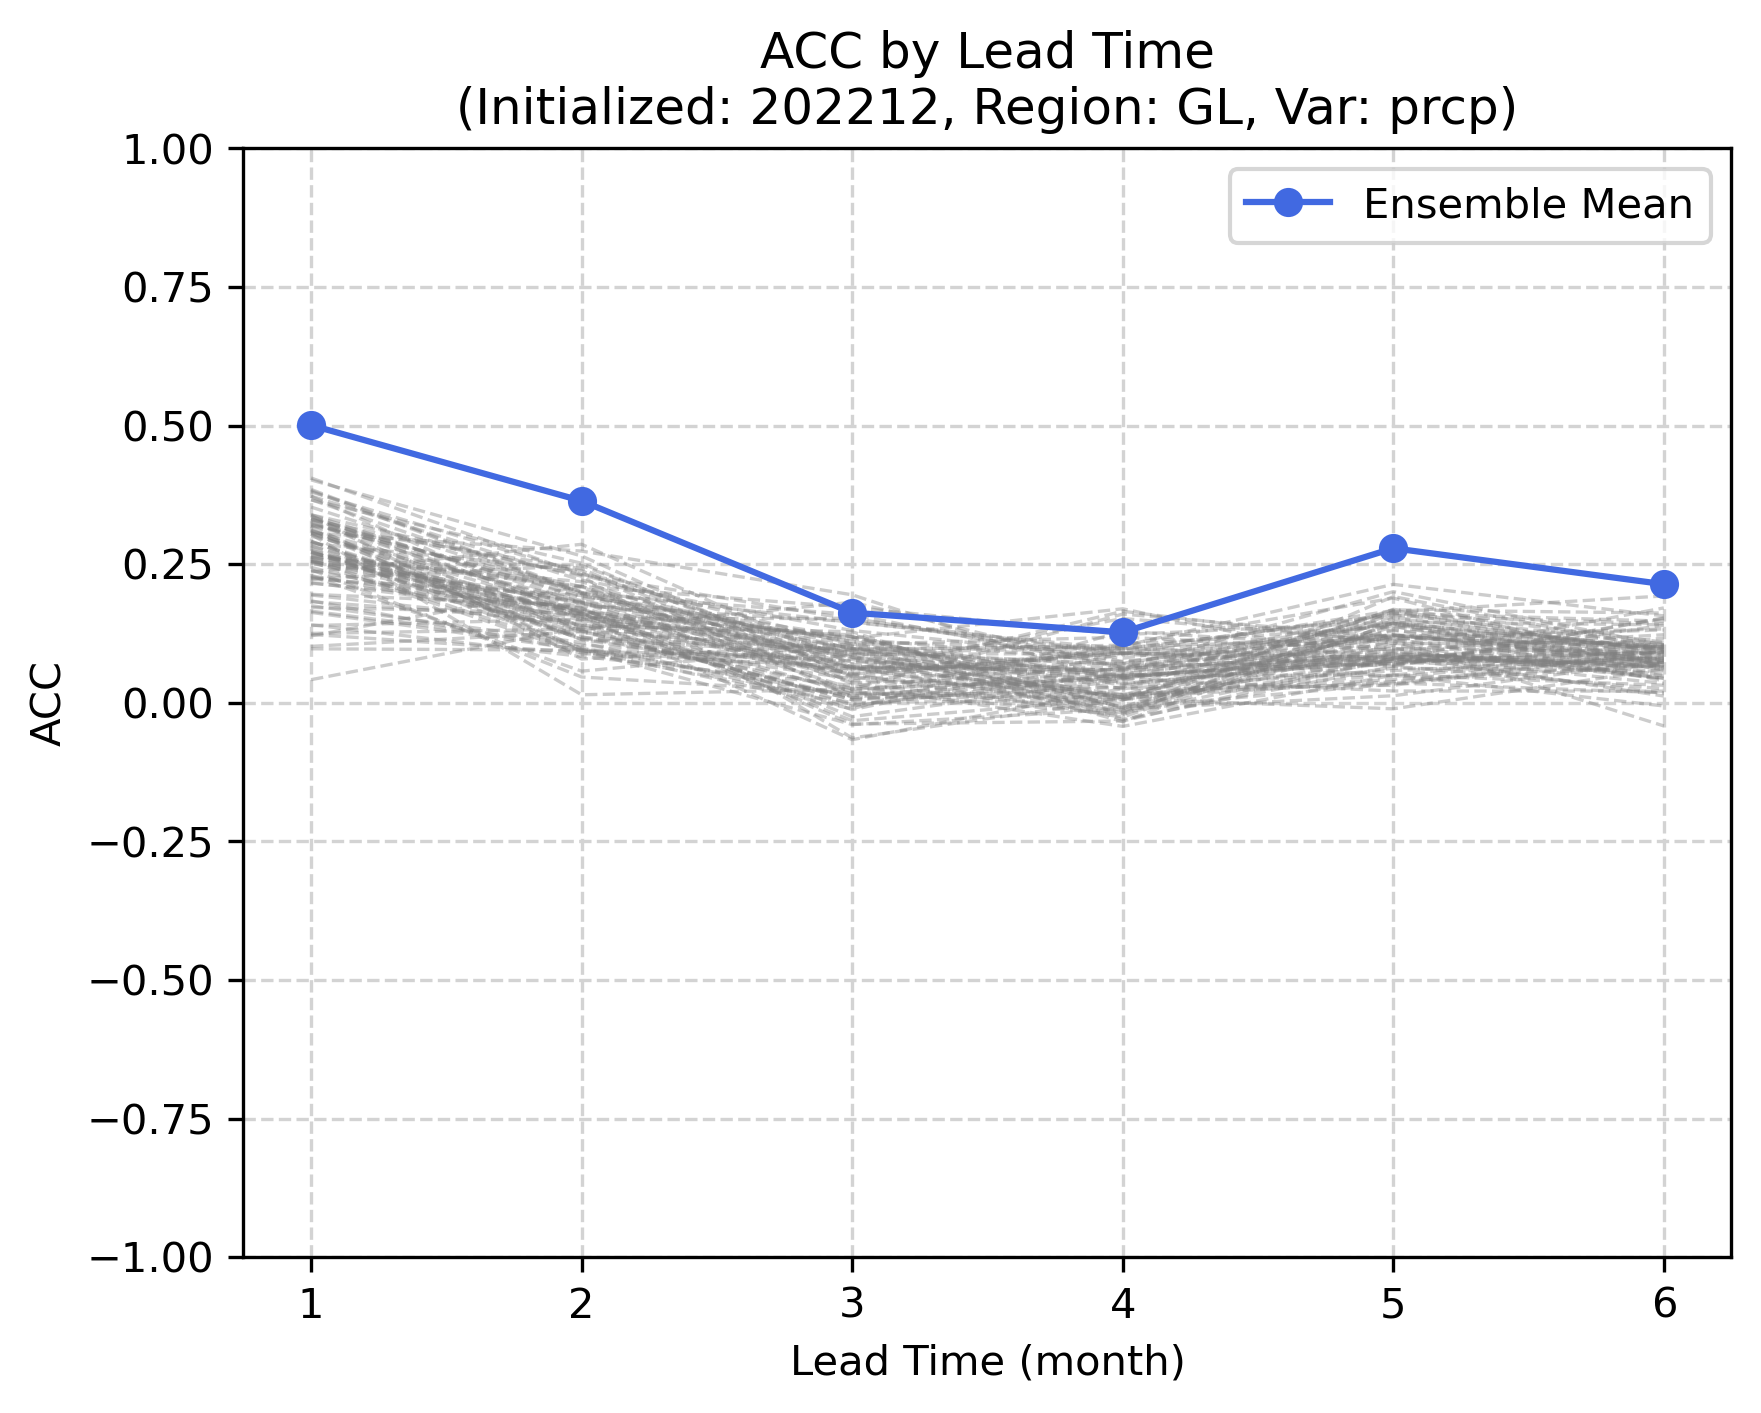 ACC by Lead Time
(Initialized: 202212, Region: GL, Var: prcp)
Ensemble Mean
1.00
0.75
0.50
0.25
0.00
−0.25
−0.50
−0.75
−1.00
ACC
1 2 3 4 5 6
Lead Time (month)